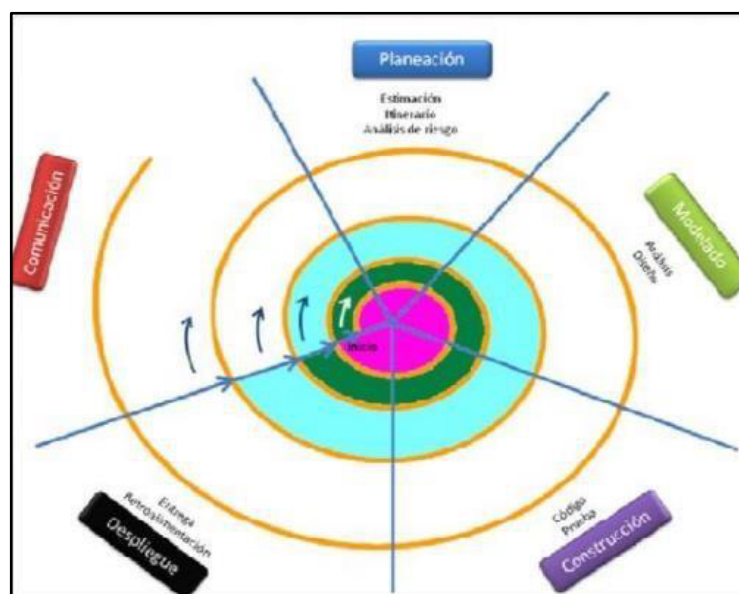 Planeación
Estimación
Itinerario
Análisis de riesgo
Comunicación
Modelado
Análisis
Diseño
Inicio
Entrega
Retroalimentación
Despliegue
Código
Prueba
Construcción